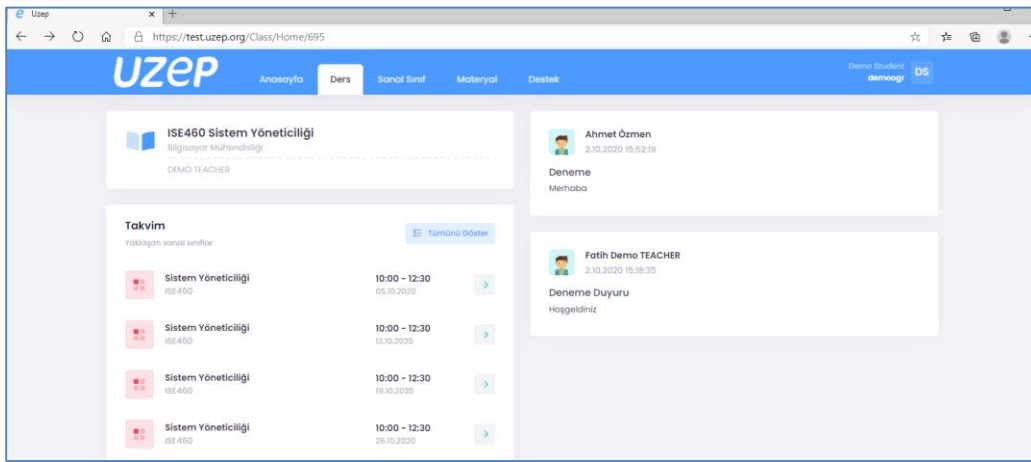 Uzep
https://test.uzep.org/Class/Home/695
uzep
Anasayfa
Ders
Sanal Sınıf
Materyal
Destek
Demo Student
demoogr
DS
ISE460 Sistem Yöneticiliği
Bilgisayar Mühendisliği
DEMO TEACHER
Takvim
Yaklaşan sanal sınıflar
Tümünü Göster
Sistem Yöneticiliği
ISE460
10:00 - 12:30
05.10.2020
Sistem Yöneticiliği
ISE460
10:00 - 12:30
12.10.2020
Sistem Yöneticiliği
ISE460
10:00 - 12:30
19.10.2020
Sistem Yöneticiliği
ISE460
10:00 - 12:30
26.10.2020
Ahmet Özmen
2.10.2020 15:52:19
Deneme
Merhaba
Fatih Demo TEACHER
2.10.2020 15:18:35
Deneme Duyuru
Hoşgeldiniz